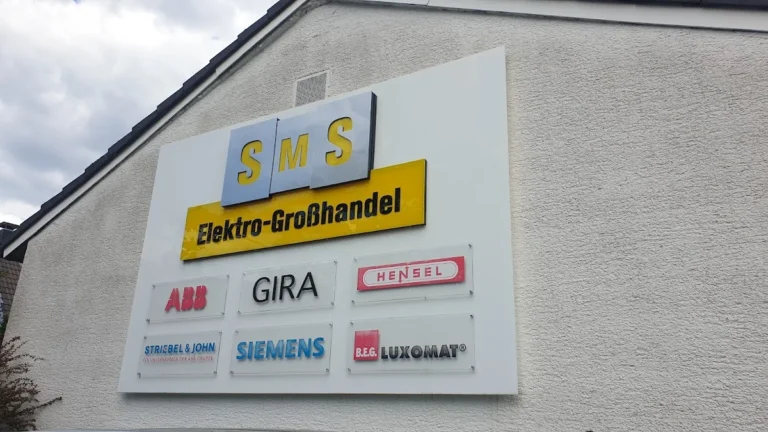 SMS
Elektro-Großhandel
ABB
GIRA
HENSEL
STRIEBEL & JOHN
SIEMENS
B.E.G. LUXOMAT®